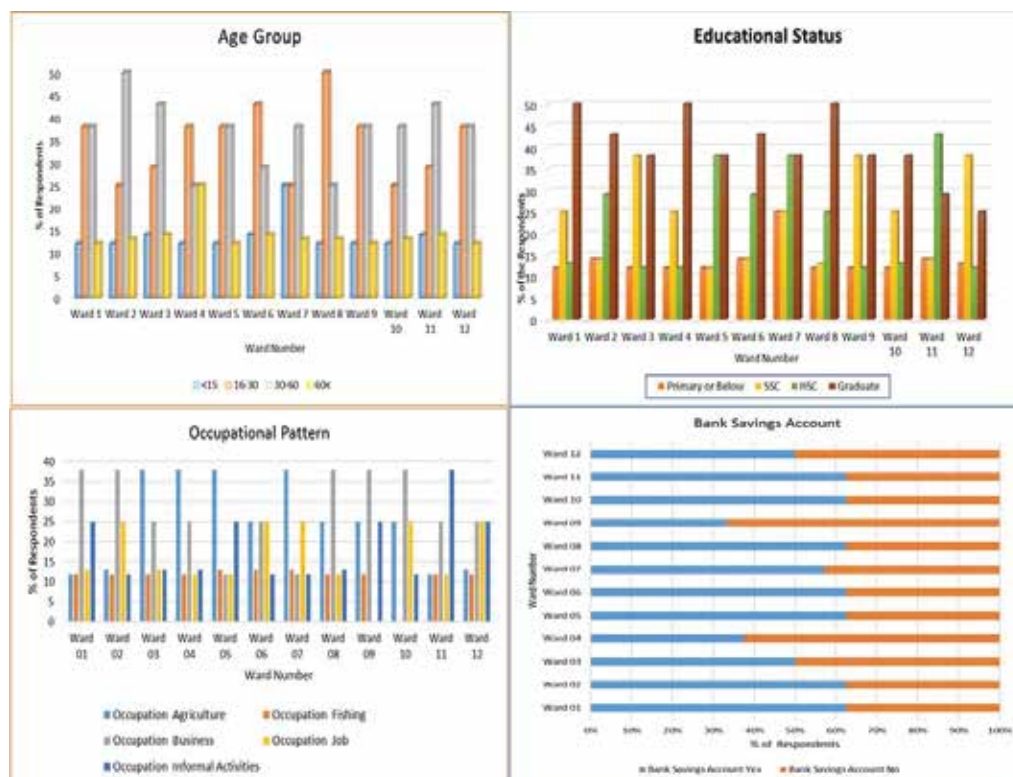 Age Group
% of Respondents
50
45
40
35
30
25
20
15
10
5
0
Ward 1 Ward 2 Ward 3 Ward 4 Ward 5 Ward 6 Ward 7 Ward 8 Ward 9 Ward 10 Ward 11 Ward 12
Ward Number
<15 16-30 30-60 60<
Educational Status
% of the Respondents
50
45
40
35
30
25
20
15
10
5
0
Ward 1 Ward 2 Ward 3 Ward 4 Ward 5 Ward 6 Ward 7 Ward 8 Ward 9 Ward 10 Ward 11 Ward 12
Ward Number
Primary or Below SSC HSC Graduate
Occupational Pattern
% of Respondents
40
35
30
25
20
15
10
5
0
Ward 01 Ward 02 Ward 03 Ward 04 Ward 05 Ward 06 Ward 07 Ward 08 Ward 09 Ward 10 Ward 11 Ward 12
Ward Number
Occupation Agriculture Occupation Fishing
Occupation Business Occupation Job
Occupation Informal Activities
Bank Savings Account
Ward Number
Ward 12
Ward 11
Ward 10
Ward 09
Ward 08
Ward 07
Ward 06
Ward 05
Ward 04
Ward 03
Ward 02
Ward 01
0% 10% 20% 30% 40% 50% 60% 70% 80% 90% 100%
% of Respondents
Bank Savings Account Yes Bank Savings Account No